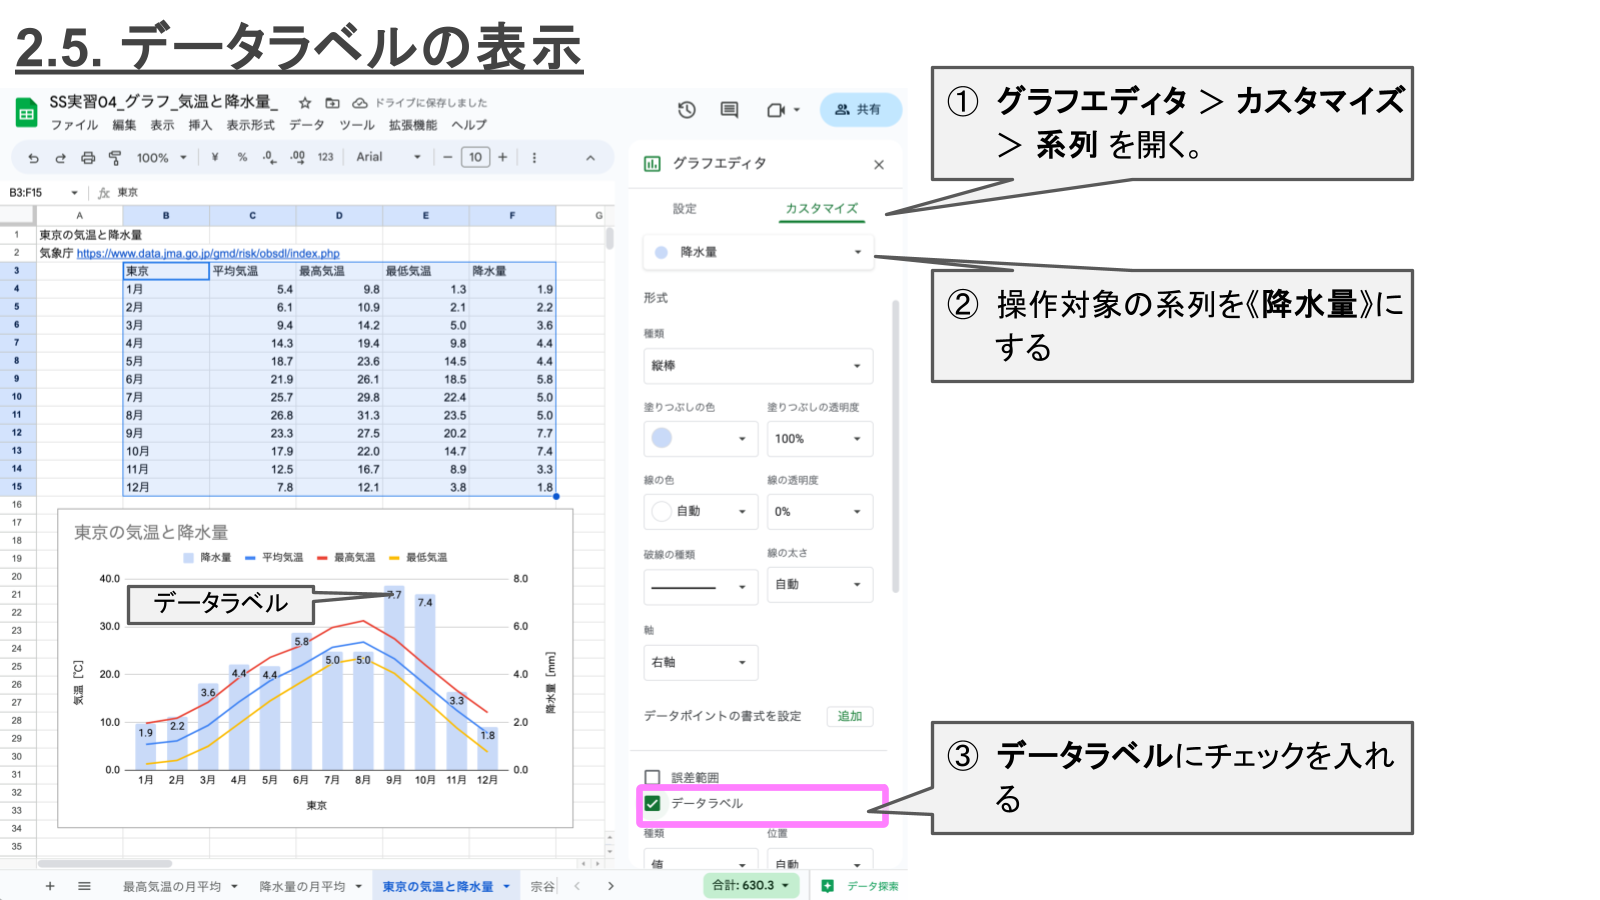 2.5. データラベルの表示
SS実習04_グラフ_気温と降水量_
ドライブに保存しました
ファイル 編集 表示 挿入 表示形式 データ ツール 拡張機能 ヘルプ
共有
100% ¥ % .0 .00 123 Arial 10
B3:F15 fx 東京
A B C D E F G
1 東京の気温と降水量
2 気象庁 https://www.data.jma.go.jp/gmd/risk/obsdl/index.php
3 東京 平均気温 最高気温 最低気温 降水量
4 1月 5.4 9.8 1.3 1.9
5 2月 6.1 10.9 2.1 2.2
6 3月 9.4 14.2 5.0 3.6
7 4月 14.3 19.4 9.8 4.4
8 5月 18.7 23.6 14.5 4.4
9 6月 21.9 26.1 18.5 5.8
10 7月 25.7 29.8 22.4 5.0
11 8月 26.8 31.3 23.5 5.0
12 9月 23.3 27.5 20.2 7.7
13 10月 17.9 22.0 14.7 7.4
14 11月 12.5 16.7 8.9 3.3
15 12月 7.8 12.1 3.8 1.8
16
17
18
19
20
21
22
23
24
25
26
27
28
29
30
31
32
33
34
35
東京の気温と降水量
降水量 平均気温 最高気温 最低気温
40.0
30.0
20.0
10.0
0.0
気温 [℃]
8.0
6.0
4.0
2.0
0.0
降水量 [mm]
データラベル
1.9 2.2 3.6 4.4 4.4 5.8 5.0 5.0 7.7 7.4 3.3 1.8
1月 2月 3月 4月 5月 6月 7月 8月 9月 10月 11月 12月
東京
最高気温の月平均 降水量の月平均 東京の気温と降水量 宗谷
合計: 630.3
データ探索
グラフエディタ
設定 カスタマイズ
降水量
形式
種類
縦棒
塗りつぶしの色 塗りつぶしの透明度
100%
線の色 線の透明度
自動 0%
破線の種類 線の太さ
自動
軸
右軸
データポイントの書式を設定 追加
誤差範囲
データラベル
種類 位置
値 自動
① グラフエディタ ＞ カスタマイズ
＞ 系列 を開く。
② 操作対象の系列を《降水量》に
する
③ データラベルにチェックを入れ
る